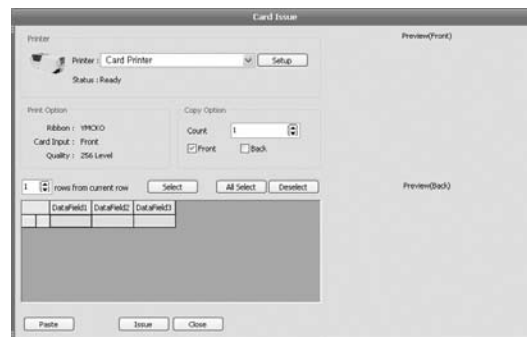 Card Issue
Printer
Preview(Front)
Printer : Card Printer Setup
Status : Ready
Print Option
Copy Option
Ribbon : YMCKO
Count 1
Card Input : Front
Front Back
Quality : 256 Level
1 rows from current row Select All Select Deselect
Preview(Back)
DataField1 DataField2 DataField3
Paste Issue Close